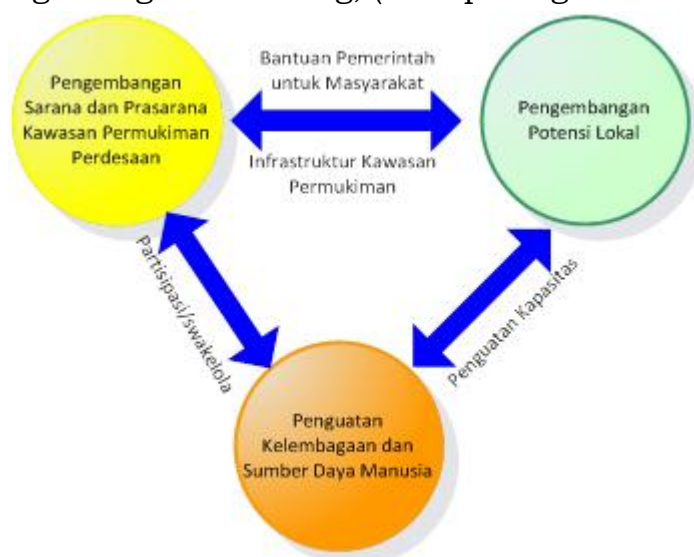 Bantuan Pemerintah
untuk Masyarakat
Pengembangan
Sarana dan Prasarana
Kawasan Permukiman
Perdesaan
Pengembangan
Potensi Lokal
Infrastruktur Kawasan
Permukiman
Partisipasi/swakelola
Penguatan Kapasitas
Penguatan
Kelembagaan dan
Sumber Daya Manusia